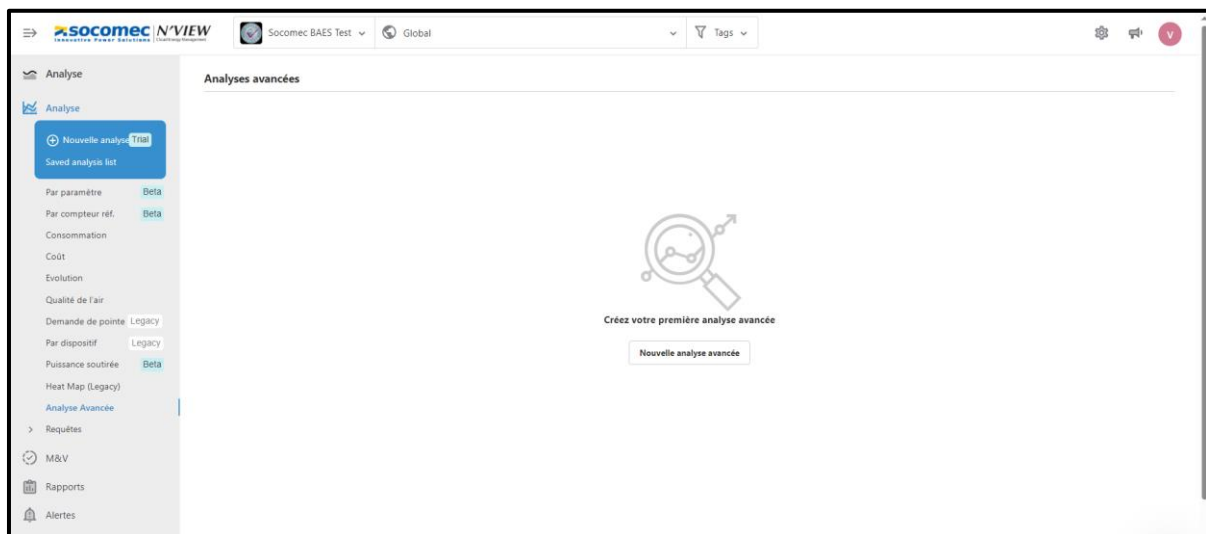 socomec N'VIEW
Innovative Power Solutions
Socomec BAES Test
Global
Tags
V
Analyse
Analyses avancées
Analyse
Nouvelle analyse Trial
Saved analysis list
Par paramètre Beta
Par compteur réf. Beta
Consommation
Coût
Evolution
Qualité de l'air
Demande de pointe Legacy
Par dispositif Legacy
Puissance soutirée Beta
Heat Map (Legacy)
Analyse Avancée
Requêtes
M&V
Rapports
Alertes
Créez votre première analyse avancée
Nouvelle analyse avancée